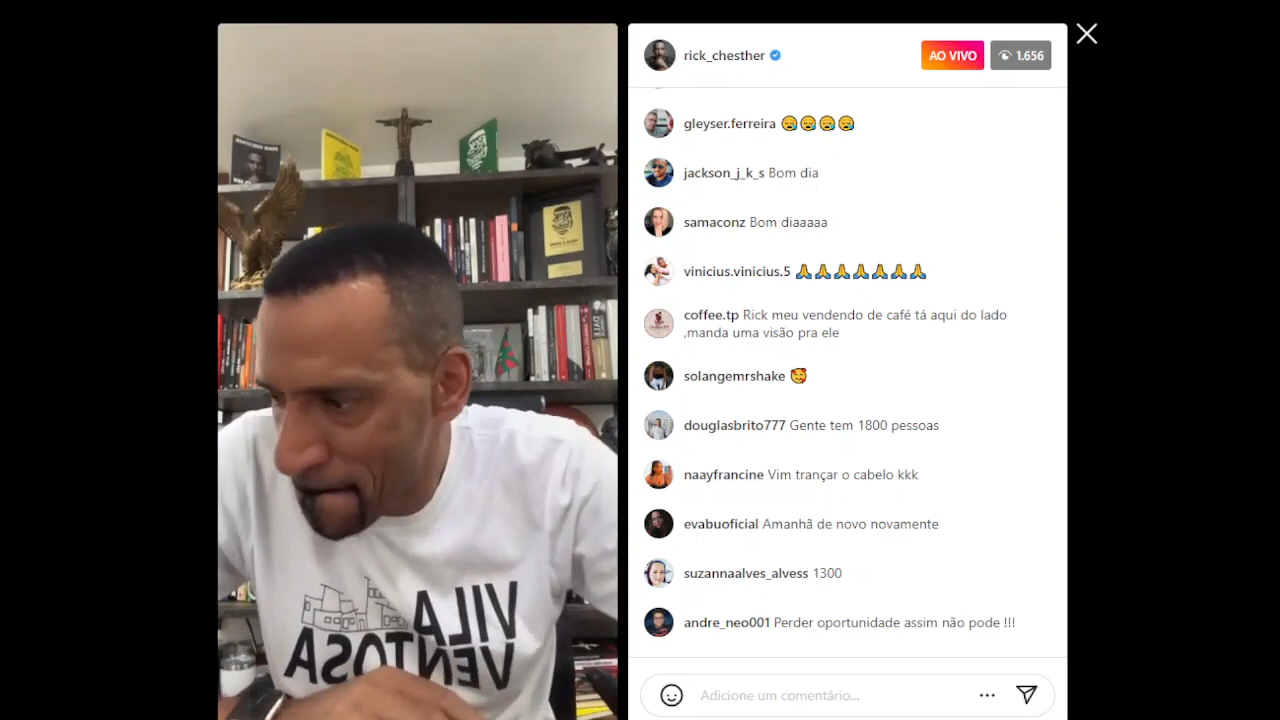 rick_chesther
AO VIVO
1.656
gleyser.ferreira 😪😪😪😪
jackson_j_k_s Bom dia
samaconz Bom diaaaaa
vinicius.vinicius.5 🙏🙏🙏🙏🙏🙏🙏
coffee.tp Rick meu vendendo de café tá aqui do lado
,manda uma visão pra ele
solangemrshake 🥰
douglasbrito777 Gente tem 1800 pessoas
naayfrancine Vim trançar o cabelo kkk
evabuoficial Amanhã de novo novamente
suzannaalves_alvess 1300
andre_neo001 Perder oportunidade assim não pode !!!
Adicione um comentário...
VILA
VENTOSA